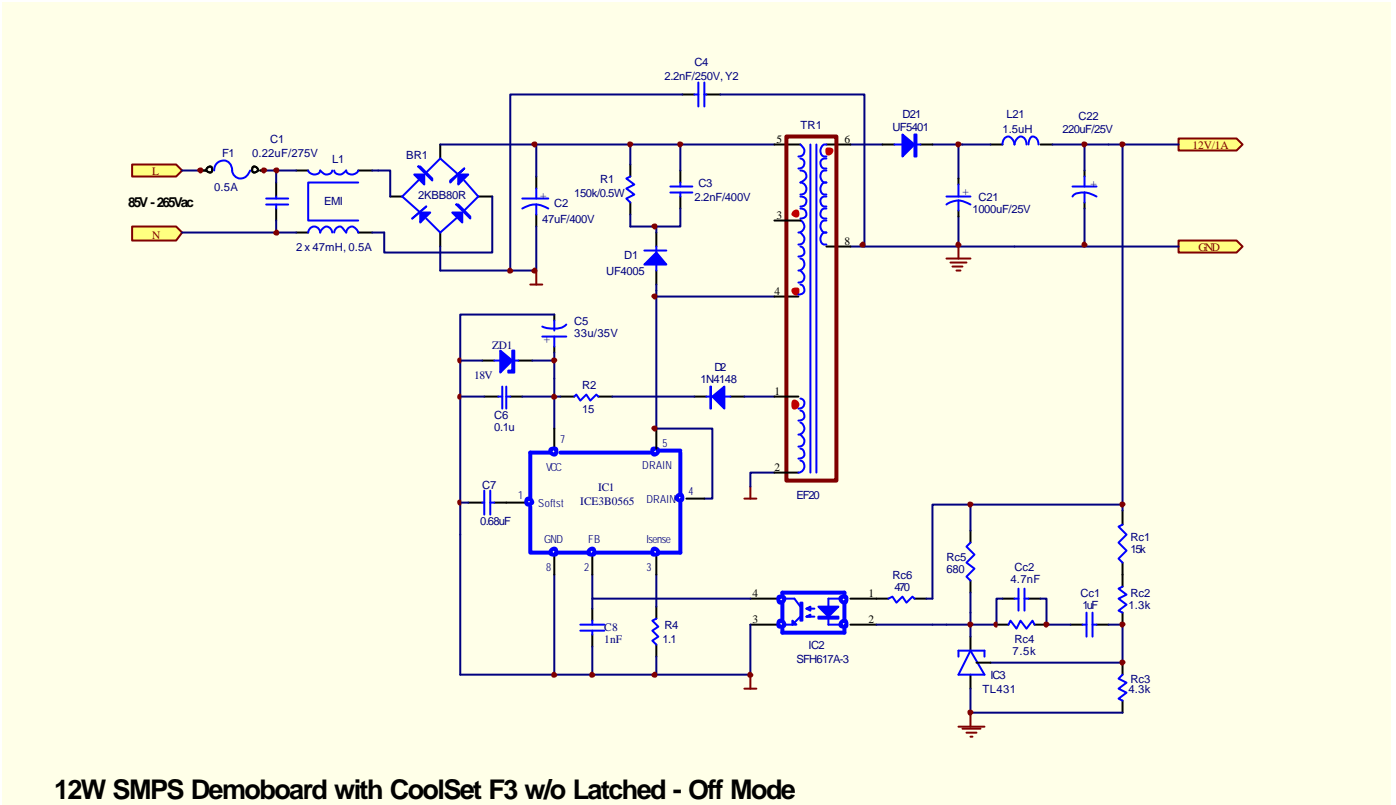 C4
2.2nF/250V, Y2
D21
UF5401
L21
1.5uH
C22
220uF/25V
TR1
5
6
12V/1A
C1
0.22uF/275V
F1
0.5A
L
L1
BR1
2KBB80R
R1
150k/0.5W
C3
2.2nF/400V
85V - 265Vac
EMI
C2
47uF/400V
C21
1000uF/25V
3
N
2 x 47mH, 0.5A
8
GND
D1
UF4005
4
C5
33u/35V
ZD1
18V
D2
1N4148
R2
15
1
C6
0.1u
7
5
VCC
DRAIN
2
EF20
C7
0.68uF
1
Softst
IC1
ICE3B0565
DRAIN
4
GND
FB
Isense
8
2
3
Rc1
15k
Rc5
680
Rc6
470
Cc2
4.7nF
Cc1
1uF
Rc2
1.3k
4
1
3
2
C8
1nF
R4
1.1
IC2
SFH617A-3
Rc4
7.5k
IC3
TL431
Rc3
4.3k
12W SMPS Demoboard with CoolSet F3 w/o Latched - Off Mode